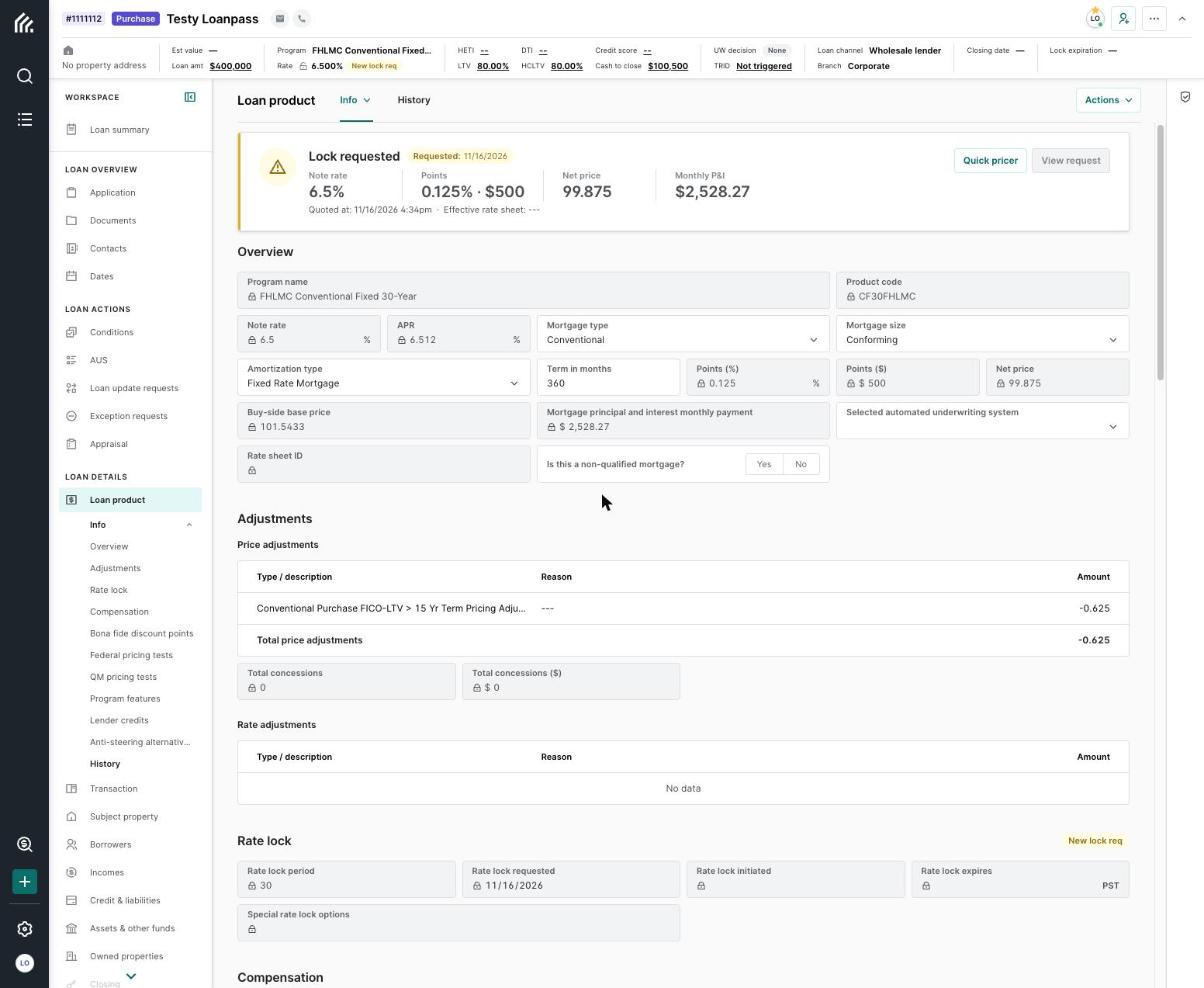 #1111112 Purchase Testy Loanpass
LO
No property address
Est value —
Loan amt $400,000
Program FHLMC Conventional Fixed...
Rate 6.500% New lock req
HETI --
LTV 80.00%
DTI --
HCLTV 80.00%
Credit score --
Cash to close $100,500
UW decision None
TRID Not triggered
Loan channel Wholesale lender
Branch Corporate
Closing date —
Lock expiration —
WORKSPACE
Loan summary
LOAN OVERVIEW
Application
Documents
Contacts
Dates
LOAN ACTIONS
Conditions
AUS
Loan update requests
Exception requests
Appraisal
LOAN DETAILS
Loan product
Info
Overview
Adjustments
Rate lock
Compensation
Bona fide discount points
Federal pricing tests
QM pricing tests
Program features
Lender credits
Anti-steering alternativ...
History
Transaction
Subject property
Borrowers
Incomes
Credit & liabilities
Assets & other funds
Owned properties
Closing
LO
Loan product Info History Actions
Lock requested Requested: 11/16/2026 Quick pricer View request
Note rate Points Net price Monthly P&I
6.5% 0.125% · $500 99.875 $2,528.27
Quoted at: 11/16/2026 4:34pm · Effective rate sheet: ---
Overview
Program name Product code
FHLMC Conventional Fixed 30-Year CF30FHLMC
Note rate APR Mortgage type Mortgage size
6.5 % 6.512 % Conventional Conforming
Amortization type Term in months Points (%) Points ($) Net price
Fixed Rate Mortgage 360 0.125 % $ 500 99.875
Buy-side base price Mortgage principal and interest monthly payment Selected automated underwriting system
101.5433 $ 2,528.27
Rate sheet ID Is this a non-qualified mortgage? Yes No
Adjustments
Price adjustments
Type / description Reason Amount
Conventional Purchase FICO-LTV > 15 Yr Term Pricing Adju... --- -0.625
Total price adjustments -0.625
Total concessions Total concessions ($)
0 $ 0
Rate adjustments
Type / description Reason Amount
No data
Rate lock New lock req
Rate lock period Rate lock requested Rate lock initiated Rate lock expires
30 11/16/2026 PST
Special rate lock options
Compensation